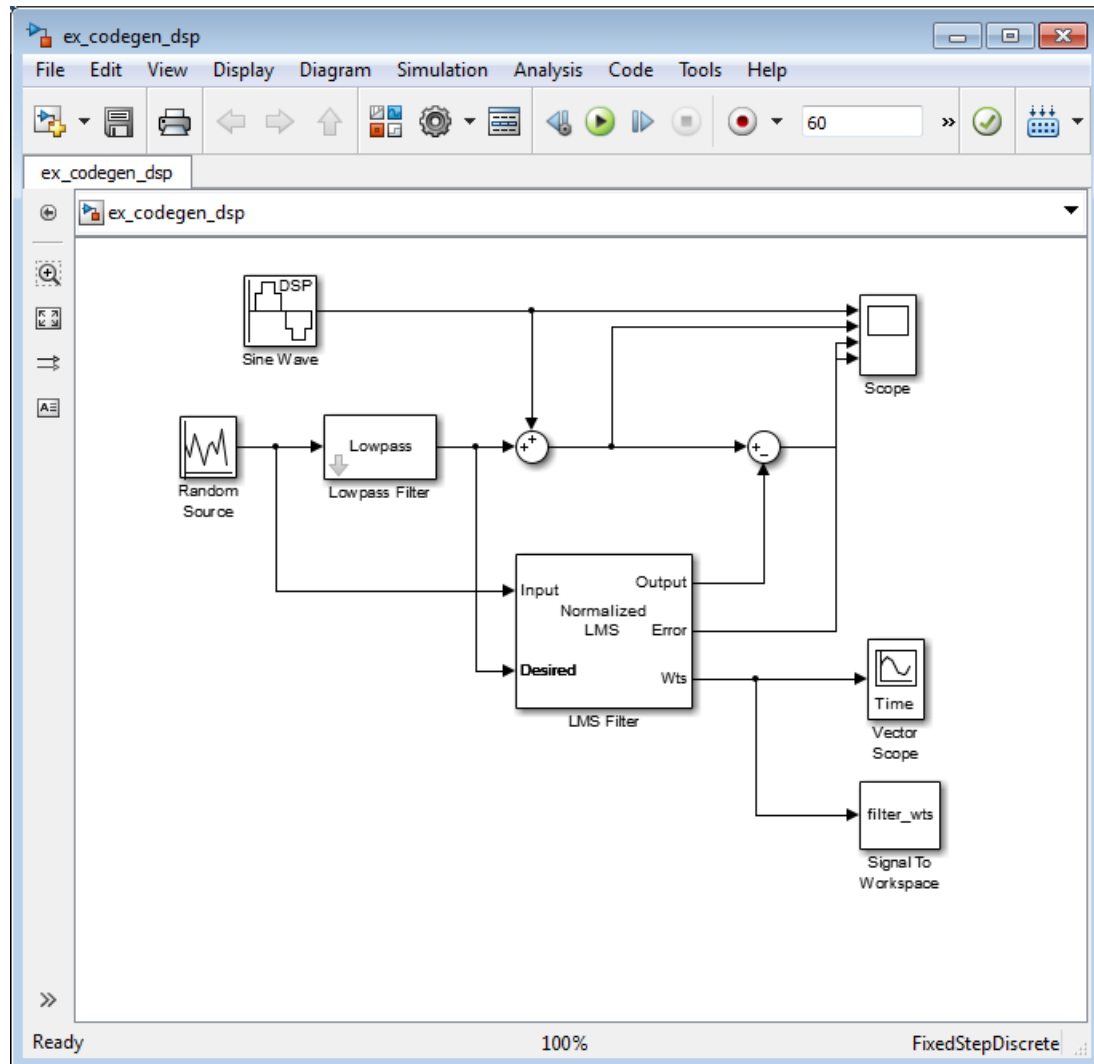 ex_codegen_dsp
File Edit View Display Diagram Simulation Analysis Code Tools Help
60
ex_codegen_dsp
ex_codegen_dsp
DSP
Sine Wave
Scope
Lowpass
Random
Source
Lowpass Filter
Input
Output
Normalized
LMS
Error
Desired
Wts
LMS Filter
Time
Vector
Scope
filter_wts
Signal To
Workspace
Ready 100% FixedStepDiscrete